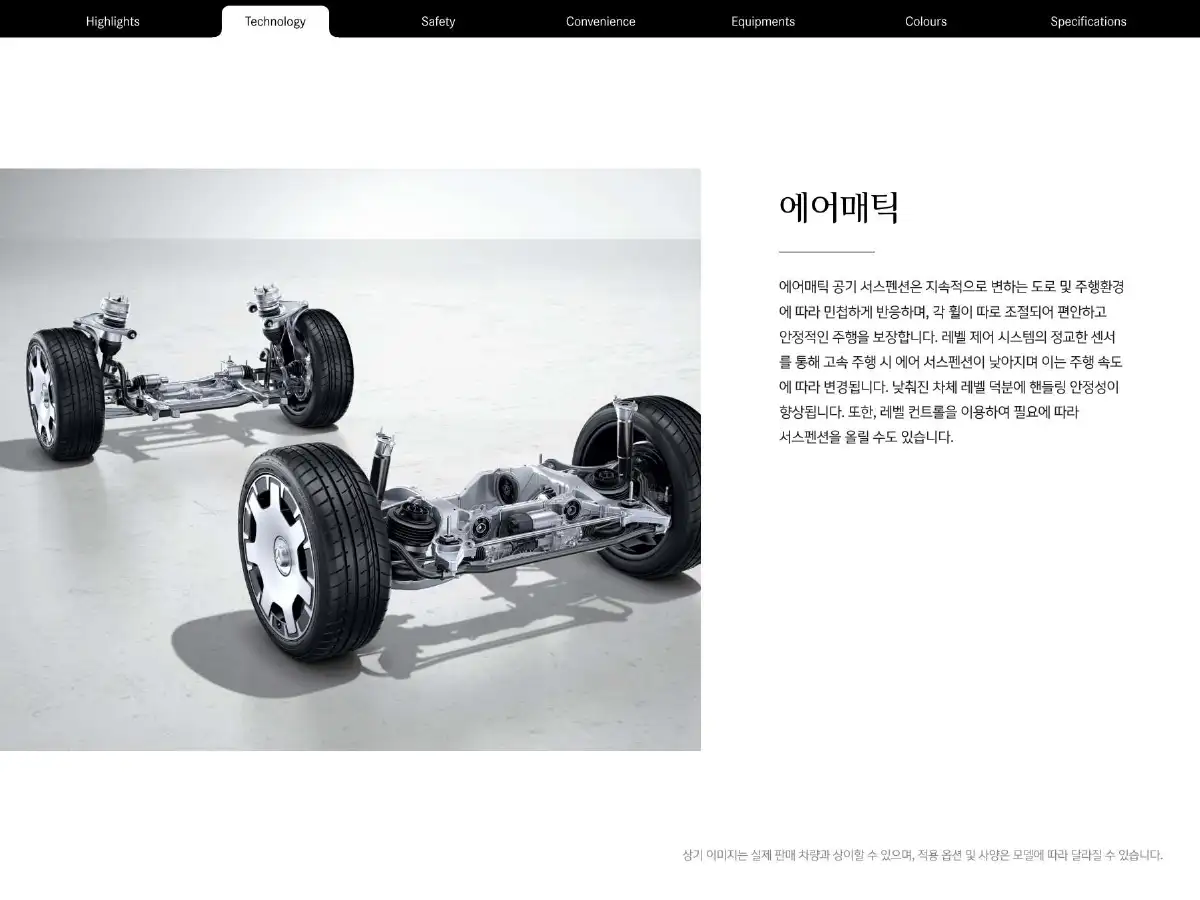 Highlights
Technology
Safety
Convenience
Equipments
Colours
Specifications
에어매틱
에어매틱 공기 서스펜션은 지속적으로 변하는 도로 및 주행환경
에 따라 민첩하게 반응하며, 각 휠이 따로 조절되어 편안하고
안정적인 주행을 보장합니다. 레벨 제어 시스템의 정교한 센서
를 통해 고속 주행 시 에어 서스펜션이 낮아지며 이는 주행 속도
에 따라 변경됩니다. 낮춰진 차체 레벨 덕분에 핸들링 안정성이
향상됩니다. 또한, 레벨 컨트롤을 이용하여 필요에 따라
서스펜션을 올릴 수도 있습니다.
상기 이미지는 실제 판매 차량과 상이할 수 있으며, 적용 옵션 및 사양은 모델에 따라 달라질 수 있습니다.